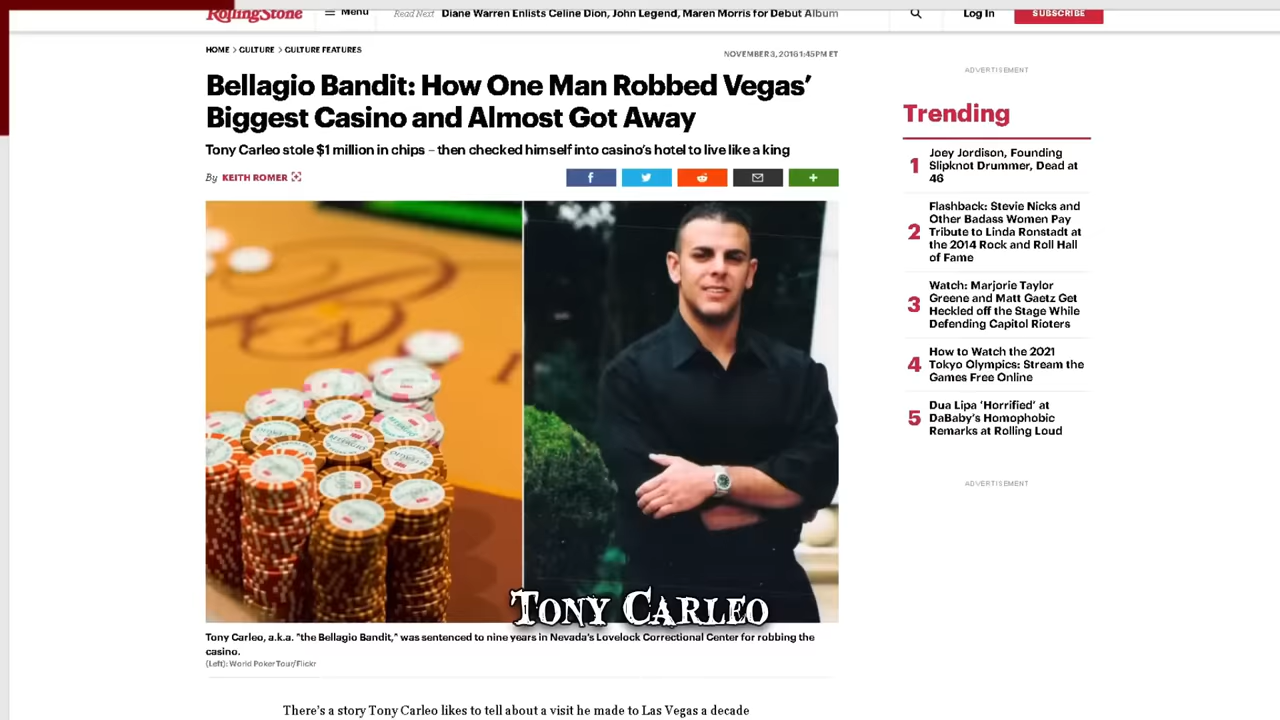 RollingStone
Menu
Read Next Diane Warren Enlists Celine Dion, John Legend, Maren Morris for Debut Album
Log In
SUBSCRIBE
HOME > CULTURE > CULTURE FEATURES
NOVEMBER 3, 2016 1:45PM ET
Bellagio Bandit: How One Man Robbed Vegas'
Biggest Casino and Almost Got Away
Tony Carleo stole $1 million in chips – then checked himself into casino's hotel to live like a king
By KEITH ROMER
TONY CARLEO
Tony Carleo, a.k.a. "the Bellagio Bandit," was sentenced to nine years in Nevada's Lovelock Correctional Center for robbing the
casino.
(Left): World Poker Tour/Flickr
There's a story Tony Carleo likes to tell about a visit he made to Las Vegas a decade
ADVERTISEMENT
Trending
1 Joey Jordison, Founding
Slipknot Drummer, Dead at
46
2 Flashback: Stevie Nicks and
Other Badass Women Pay
Tribute to Linda Ronstadt at
the 2014 Rock and Roll Hall
of Fame
3 Watch: Marjorie Taylor
Greene and Matt Gaetz Get
Heckled off the Stage While
Defending Capitol Rioters
4 How to Watch the 2021
Tokyo Olympics: Stream the
Games Free Online
5 Dua Lipa 'Horrified' at
DaBaby's Homophobic
Remarks at Rolling Loud
ADVERTISEMENT